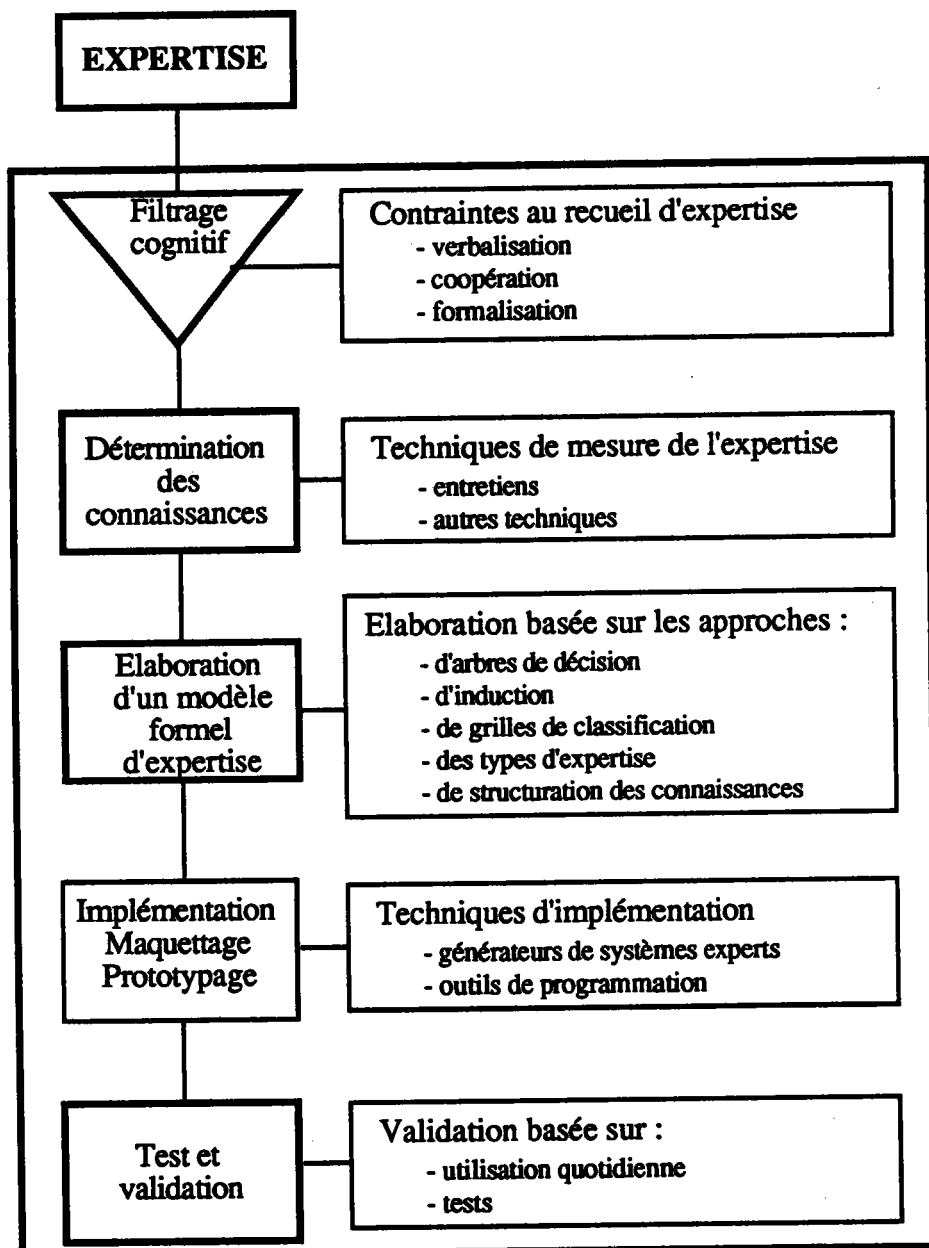 EXPERTISE
Filtrage
cognitif
Contraintes au recueil d'expertise
- verbalisation
- coopération
- formalisation
Détermination
des
connaissances
Techniques de mesure de l'expertise
- entretiens
- autres techniques
Elaboration
d'un modèle
formel
d'expertise
Elaboration basée sur les approches :
- d'arbres de décision
- d'induction
- de grilles de classification
- des types d'expertise
- de structuration des connaissances
Implémentation
Maquettage
Prototypage
Techniques d'implémentation
- générateurs de systèmes experts
- outils de programmation
Test et
validation
Validation basée sur :
- utilisation quotidienne
- tests